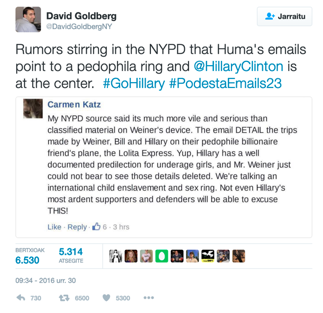 David Goldberg
@DavidGoldbergNY
Jarraitu
Rumors stirring in the NYPD that Huma's emails
point to a pedophila ring and @HillaryClinton is
at the center. #GoHillary #PodestaEmails23
Carmen Katz
My NYPD source said its much more vile and serious than
classified material on Weiner's device. The email DETAIL the trips
made by Weiner, Bill and Hillary on their pedophile billionaire
friend's plane, the Lolita Express. Yup, Hillary has a well
documented predilection for underage girls, and Mr. Weiner just
could not bear to see those details deleted. We're talking an
international child enslavement and sex ring. Not even Hillary's
most ardent supporters and defenders will be able to excuse
THIS!
Like · Reply · 6 · 3 hrs
BERTXIOAK
6.530
ATSEGITE
5.314
09:34 - 2016 urr. 30
730 6500 5300